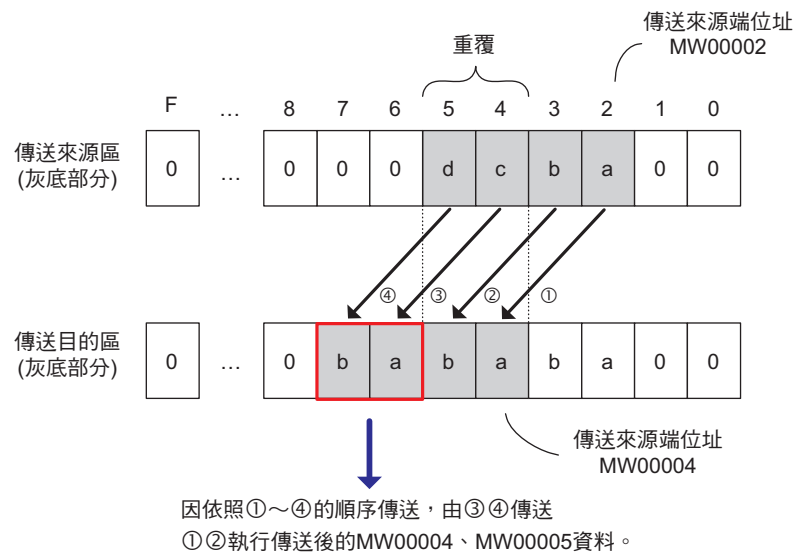 傳送來源端位址
MW00002
重覆
F … 8 7 6 5 4 3 2 1 0
傳送來源區
(灰底部分)
0 … 0 0 0 d c b a 0 0
④ ③ ② ①
傳送目的區
(灰底部分)
0 … 0 b a b a b a 0 0
傳送來源端位址
MW00004
因依照①～④的順序傳送，由③④傳送
①②執行傳送後的MW00004、MW00005資料。